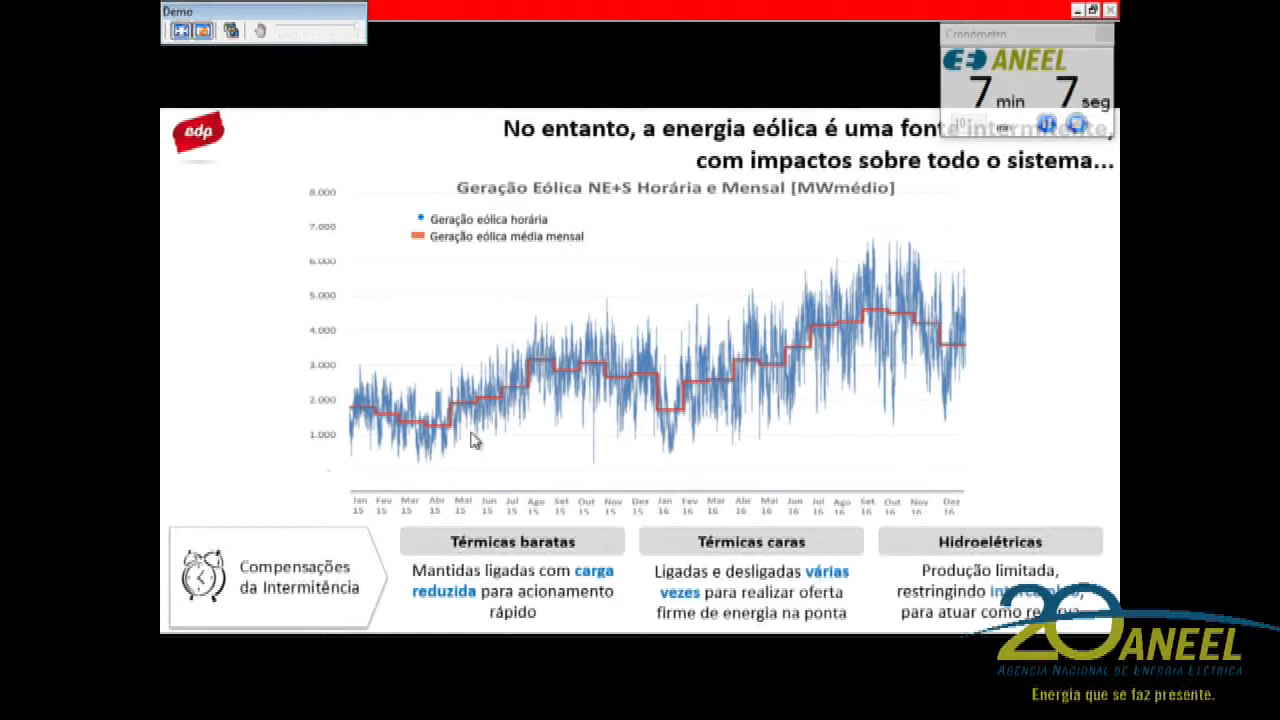 Demo
Cronômetro
ANEEL
7 min 7 seg
min
edp
No entanto, a energia eólica é uma fonte intermitente,
com impactos sobre todo o sistema...
Geração Eólica NE+S Horária e Mensal [MWmédio]
Geração eólica horária
Geração eólica média mensal
8.000
7.000
6.000
5.000
4.000
3.000
2.000
1.000
-
Jan Fev Mar Abr Mai Jun Jul Ago Set Out Nov Dez Jan Fev Mar Abr Mai Jun Jul Ago Set Out Nov Dez
15 15 15 15 15 15 15 15 15 15 15 15 16 16 16 16 16 16 16 16 16 16 16 16
Compensações
da Intermitência
Térmicas baratas
Mantidas ligadas com carga
reduzida para acionamento
rápido
Térmicas caras
Ligadas e desligadas várias
vezes para realizar oferta
firme de energia na ponta
Hidroelétricas
Produção limitada,
restringindo
para atuar como reserva
20 ANEEL
AGÊNCIA NACIONAL DE ENERGIA ELÉTRICA
Energia que se faz presente.